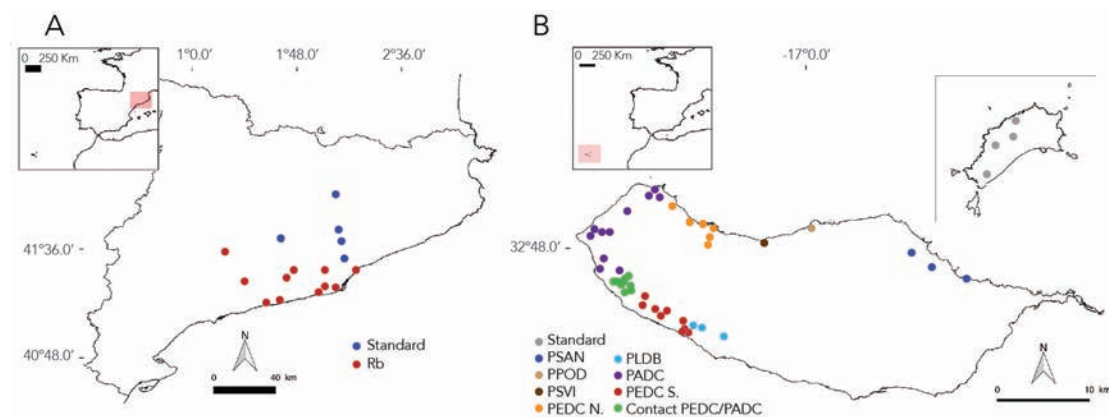 A
0 250 Km
1°0.0'
1°48.0'
2°36.0'
41°36.0'
40°48.0'
N
40 km
Standard
Rb
B
0 250 Km
-17°0.0'
32°48.0'
Standard
PSAN
PPOD
PSVI
PEDC N.
PLDB
PADC
PEDC S.
Contact PEDC/PADC
N
10 km